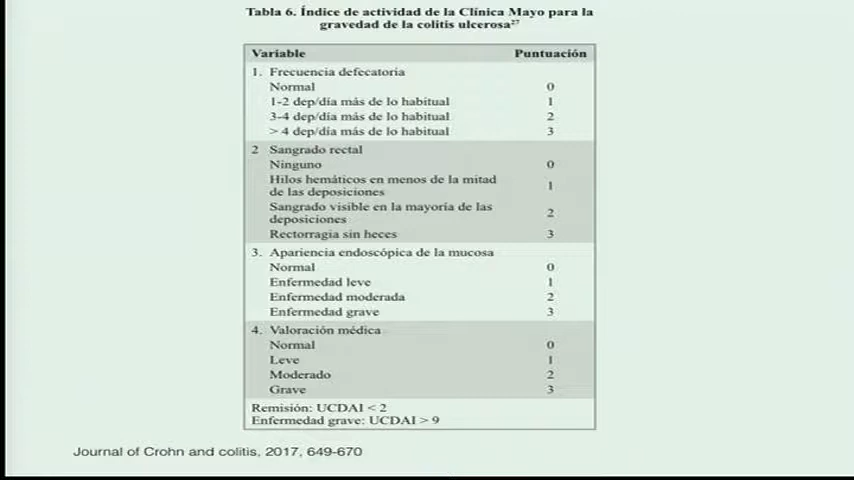 Tabla 6. Índice de actividad de la Clínica Mayo para la
gravedad de la colitis ulcerosa27
Variable Puntuación
1. Frecuencia defecatoria
Normal 0
1-2 dep/día más de lo habitual 1
3-4 dep/día más de lo habitual 2
> 4 dep/día más de lo habitual 3
2 Sangrado rectal
Ninguno 0
Hilos hemáticos en menos de la mitad
de las deposiciones 1
Sangrado visible en la mayoría de las
deposiciones 2
Rectorragia sin heces 3
3. Apariencia endoscópica de la mucosa
Normal 0
Enfermedad leve 1
Enfermedad moderada 2
Enfermedad grave 3
4. Valoración médica
Normal 0
Leve 1
Moderado 2
Grave 3
Remisión: UCDAI < 2
Enfermedad grave: UCDAI > 9
Journal of Crohn and colitis, 2017, 649-670